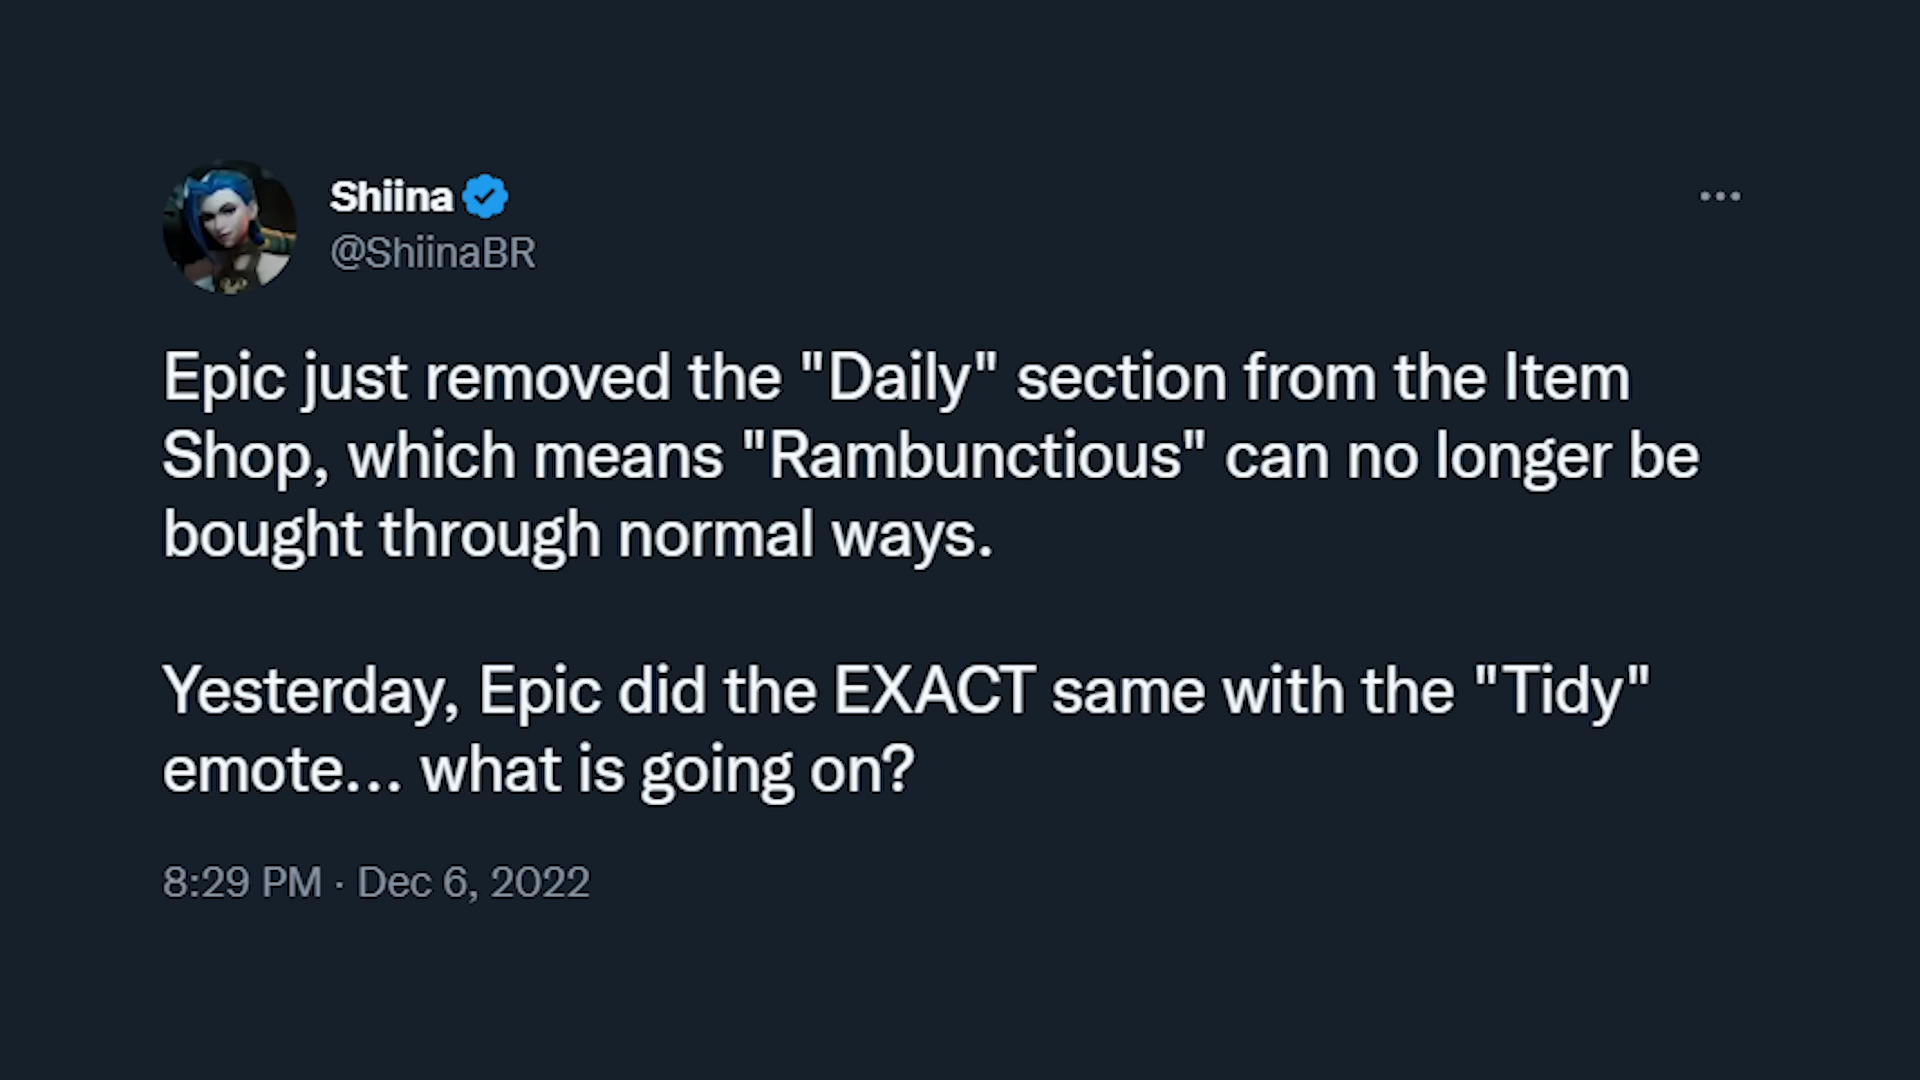 Shiina
@ShiinaBR
Epic just removed the "Daily" section from the Item
Shop, which means "Rambunctious" can no longer be
bought through normal ways.
Yesterday, Epic did the EXACT same with the "Tidy"
emote... what is going on?
8:29 PM · Dec 6, 2022